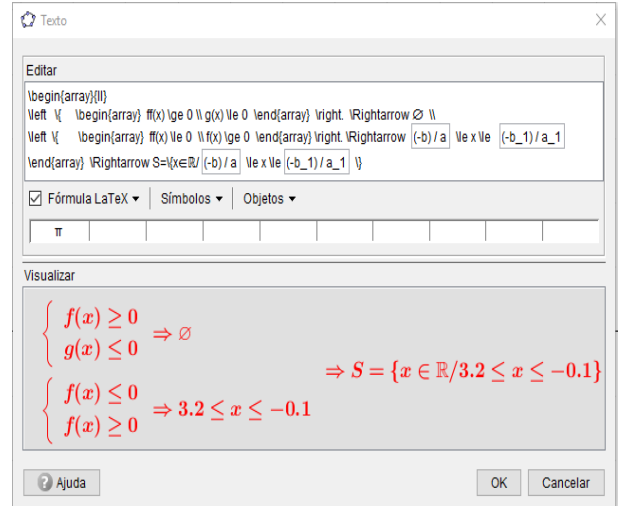 Texto
Editar
\begin{array}{ll}
\left \{ \begin{array} ff(x) \ge 0 \\ g(x) \le 0 \end{array} \right. \Rightarrow ∅ \\
\left \{ \begin{array} ff(x) \le 0 \\ f(x) \ge 0 \end{array} \right. \Rightarrow (-b) / a \le x \le (-b_1) / a_1
\end{array} \Rightarrow S=\{x∈ℝ/ (-b) / a \le x \le (-b_1) / a_1 \}
Fórmula LaTeX Símbolos Objetos
π
Visualizar
f(x) ≥ 0
g(x) ≤ 0 ⇒ ∅
⇒ S = {x ∈ ℝ/3.2 ≤ x ≤ −0.1}
f(x) ≤ 0
f(x) ≥ 0 ⇒ 3.2 ≤ x ≤ −0.1
Ajuda OK Cancelar